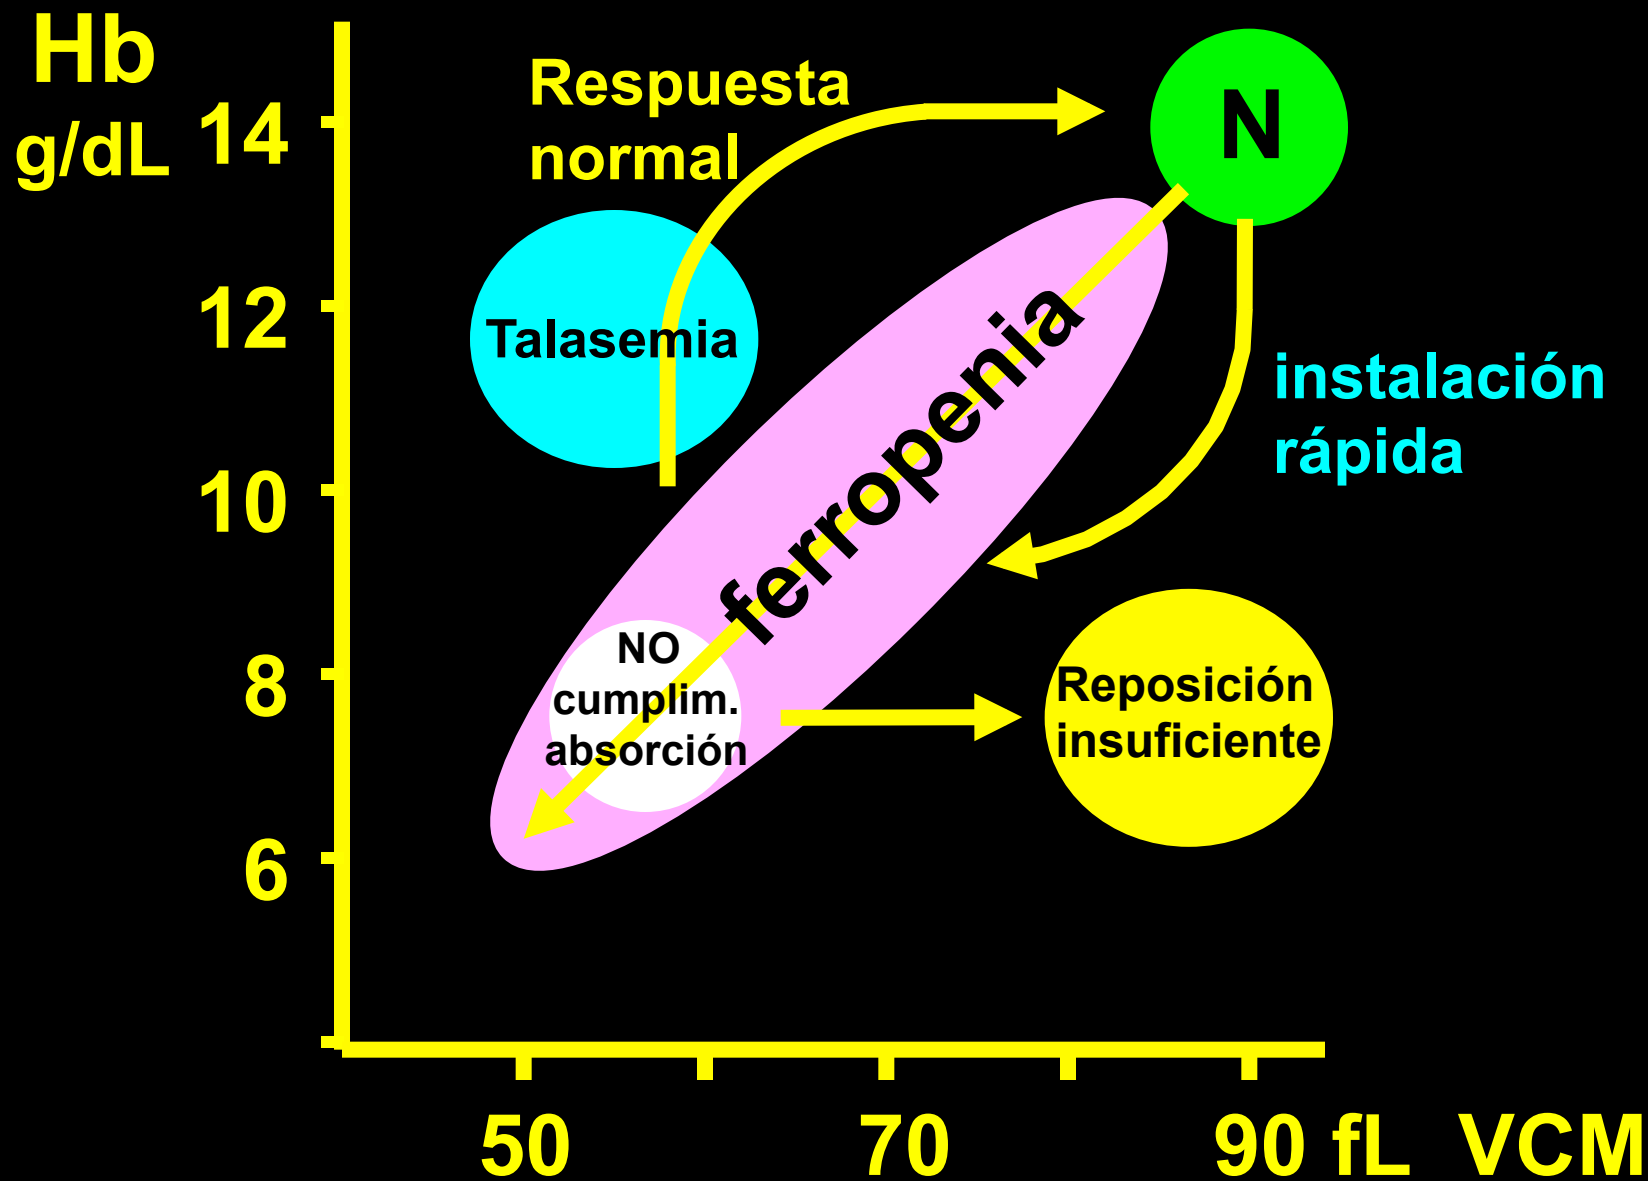 Hb
g/dL
14
12
10
8
6
Respuesta
normal
N
Talasemia
ferropenia
instalación
rápida
NO
cumplim.
absorción
Reposición
insuficiente
50 70 90 fL VCM